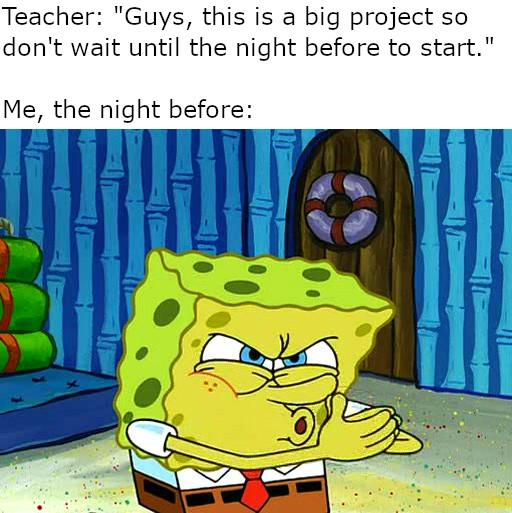 Teacher: "Guys, this is a big project so
don't wait until the night before to start."
Me, the night before: